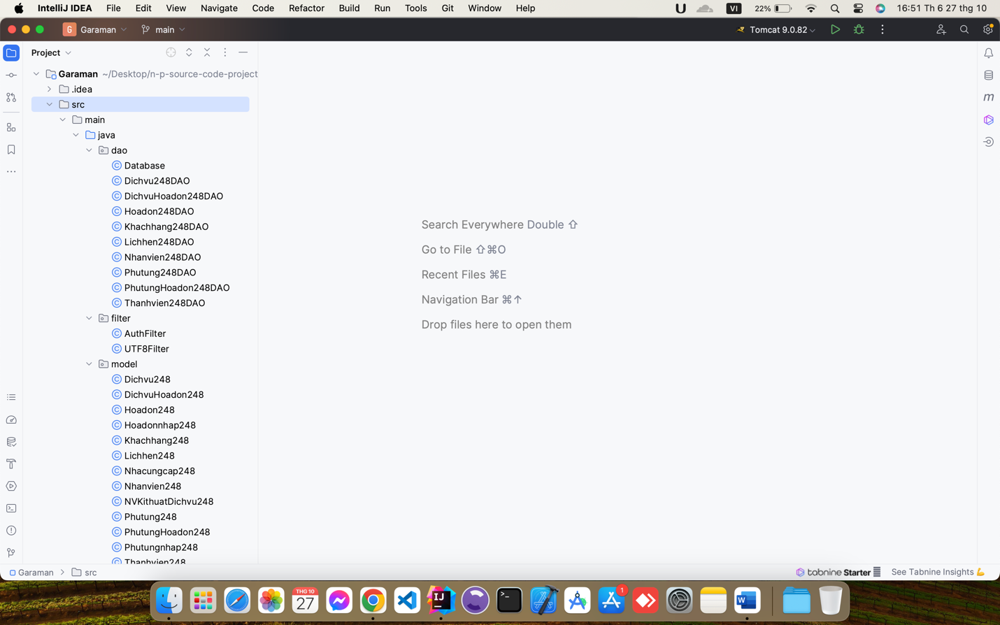 IntelliJ IDEA File Edit View Navigate Code Refactor Build Run Tools Git Window Help U VI 22% 16:51 Th 6 27 thg 10
G Garaman main Tomcat 9.0.82
Project
Garaman ~/Desktop/n-p-source-code-project
.idea
src
main
java
dao
Database
Dichvu248DAO
DichvuHoadon248DAO
Hoadon248DAO
Khachhang248DAO
Lichhen248DAO
Nhanvien248DAO
Phutung248DAO
PhutungHoadon248DAO
Thanhvien248DAO
filter
AuthFilter
UTF8Filter
model
Dichvu248
DichvuHoadon248
Hoadon248
Hoadonnhap248
Khachhang248
Lichhen248
Nhacungcap248
Nhanvien248
NVKithuatDichvu248
Phutung248
PhutungHoadon248
Phutungnhap248
Thanhvien248
Search Everywhere Double ⇧
Go to File ⇧⌘O
Recent Files ⌘E
Navigation Bar ⌘↑
Drop files here to open them
m
Garaman src
tabnine Starter See Tabnine Insights 💪
THG 10
27
IJ
1
W